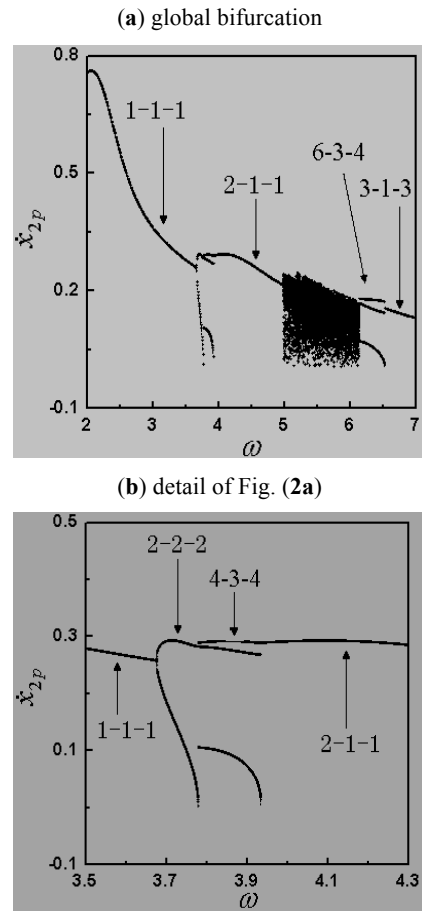 (a) global bifurcation
0.8
0.5
0.2
-0.1
ẋ2p
1-1-1
2-1-1
6-3-4
3-1-3
2 3 4 5 6 7
ω
(b) detail of Fig. (2a)
0.5
0.3
0.1
-0.1
ẋ2p
2-2-2
4-3-4
1-1-1
2-1-1
3.5 3.7 3.9 4.1 4.3
ω